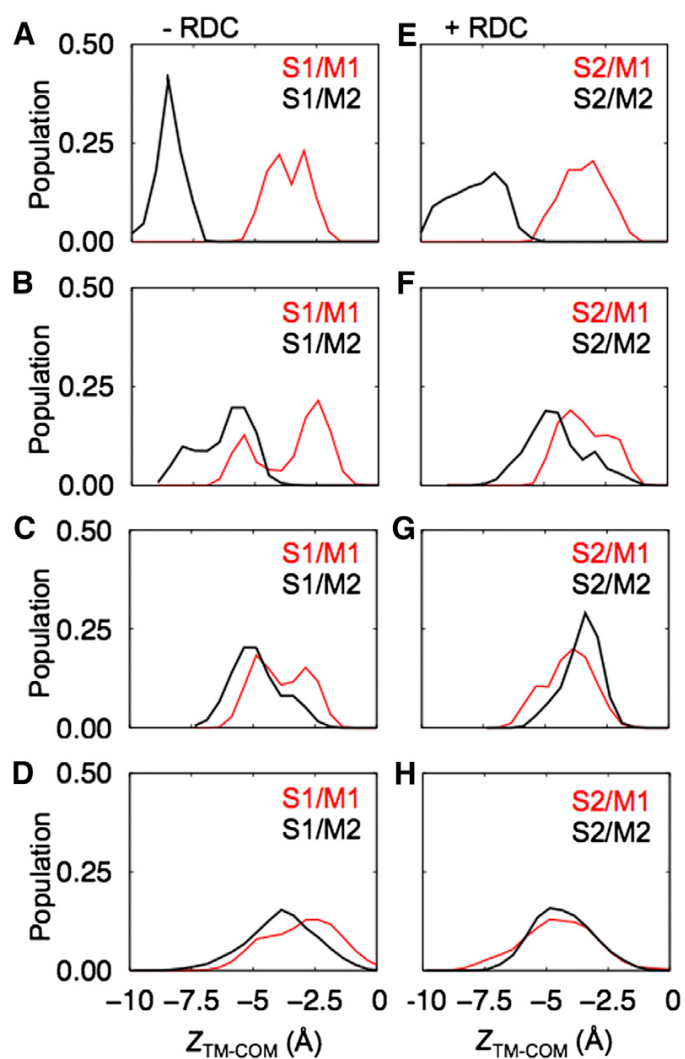 A - RDC E + RDC
0.50
S1/M1 S2/M1
S1/M2 S2/M2
Population 0.25
0.00
B F
0.50
S1/M1 S2/M1
S1/M2 S2/M2
Population 0.25
0.00
C G
0.50
S1/M1 S2/M1
S1/M2 S2/M2
Population 0.25
0.00
D H
0.50
S1/M1 S2/M1
S1/M2 S2/M2
Population 0.25
0.00
−10 −7.5 −5 −2.5 0 -10 −7.5 −5 −2.5 0
Z_TM-COM (Å) Z_TM-COM (Å)